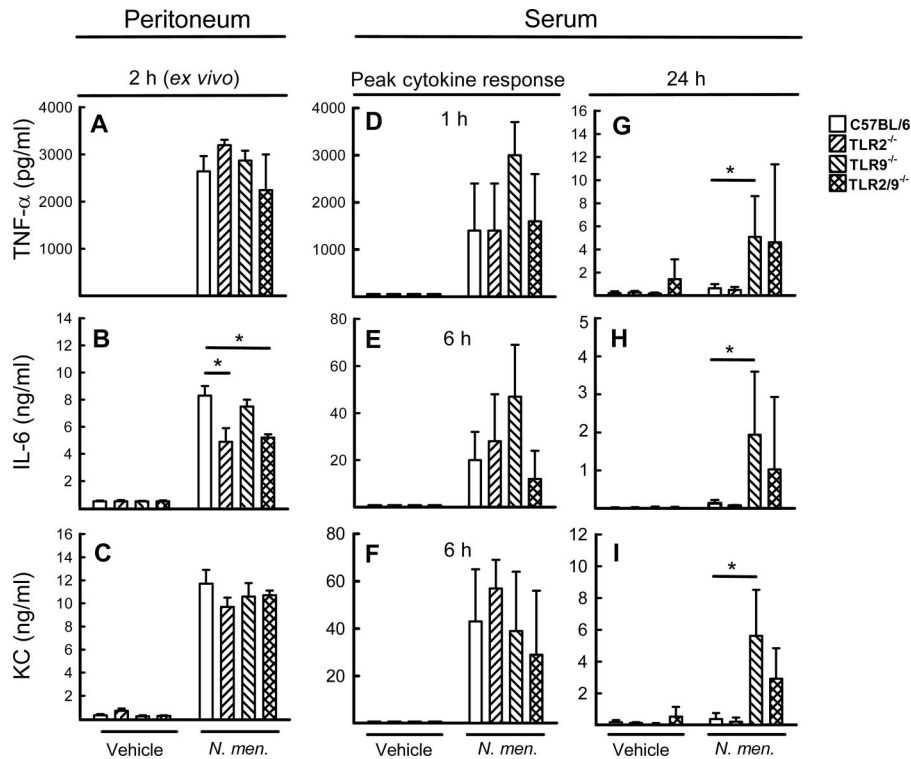 Peritoneum
Serum
2 h (ex vivo)
Peak cytokine response
24 h
C57BL/6
TLR2-/-
TLR9-/-
TLR2/9-/-
A
TNF-α (pg/ml)
4000
3000
2000
1000
D
1 h
4000
3000
2000
1000
G
16
14
12
10
8
6
4
2
*
B
IL-6 (ng/ml)
14
12
10
8
6
4
2
*
*
E
6 h
80
60
40
20
H
5
4
3
2
1
*
C
KC (ng/ml)
16
14
12
10
8
6
4
2
F
6 h
80
60
40
20
I
12
10
8
6
4
2
*
Vehicle
N. men.
Vehicle
N. men.
Vehicle
N. men.